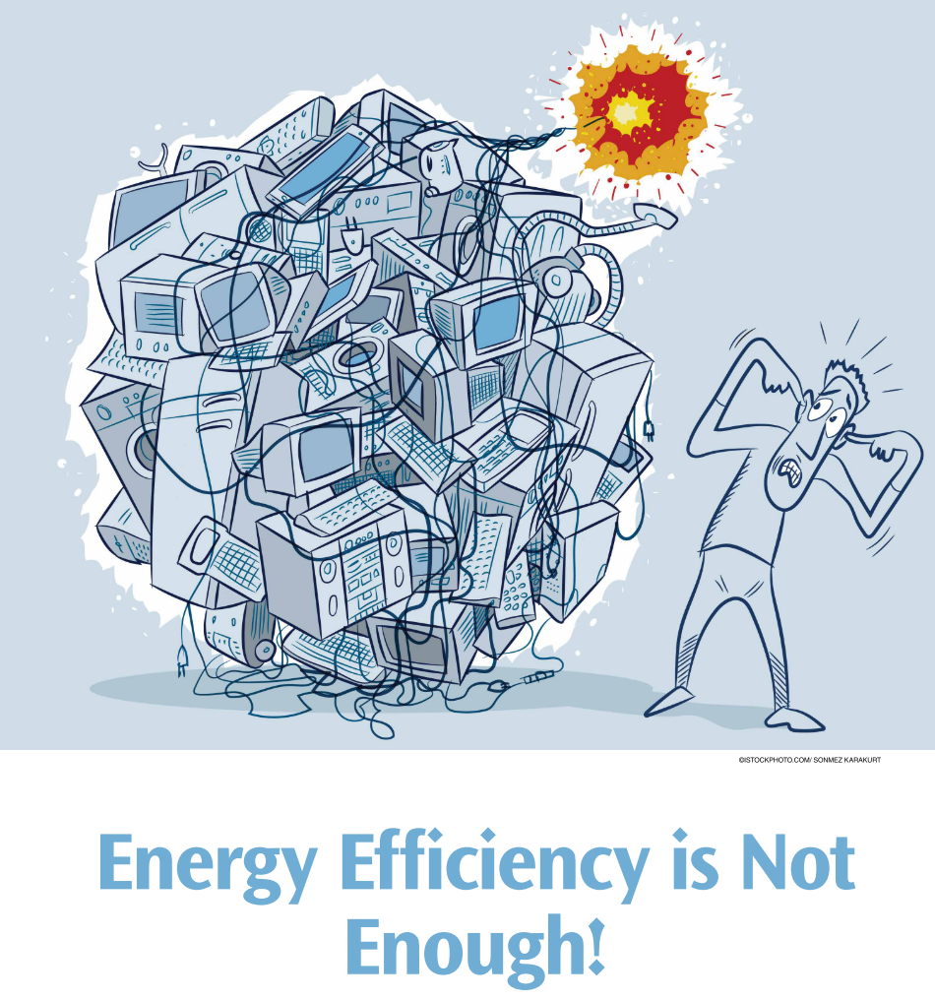 ©ISTOCKPHOTO.COM/ SONMEZ KARAKURT
Energy Efficiency is Not
Enough!